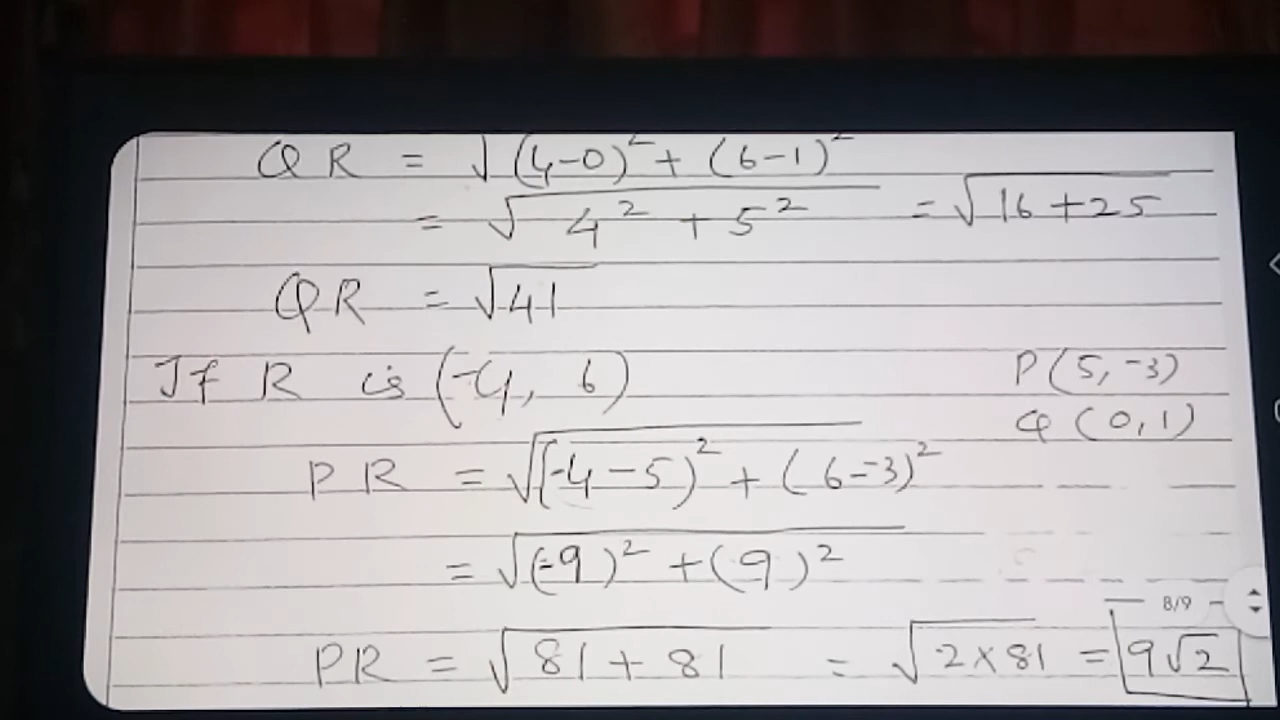 QR = √(4-0)² + (6-1)²
= √4² + 5² = √16+25
QR = √41
If R is (-4, 6)
P(5, -3)
Q(0,1)
PR = √(-4-5)² + (6--3)²
= √(-9)² + (9)²
8/9
PR = √81+81 = √2×81 = 9√2